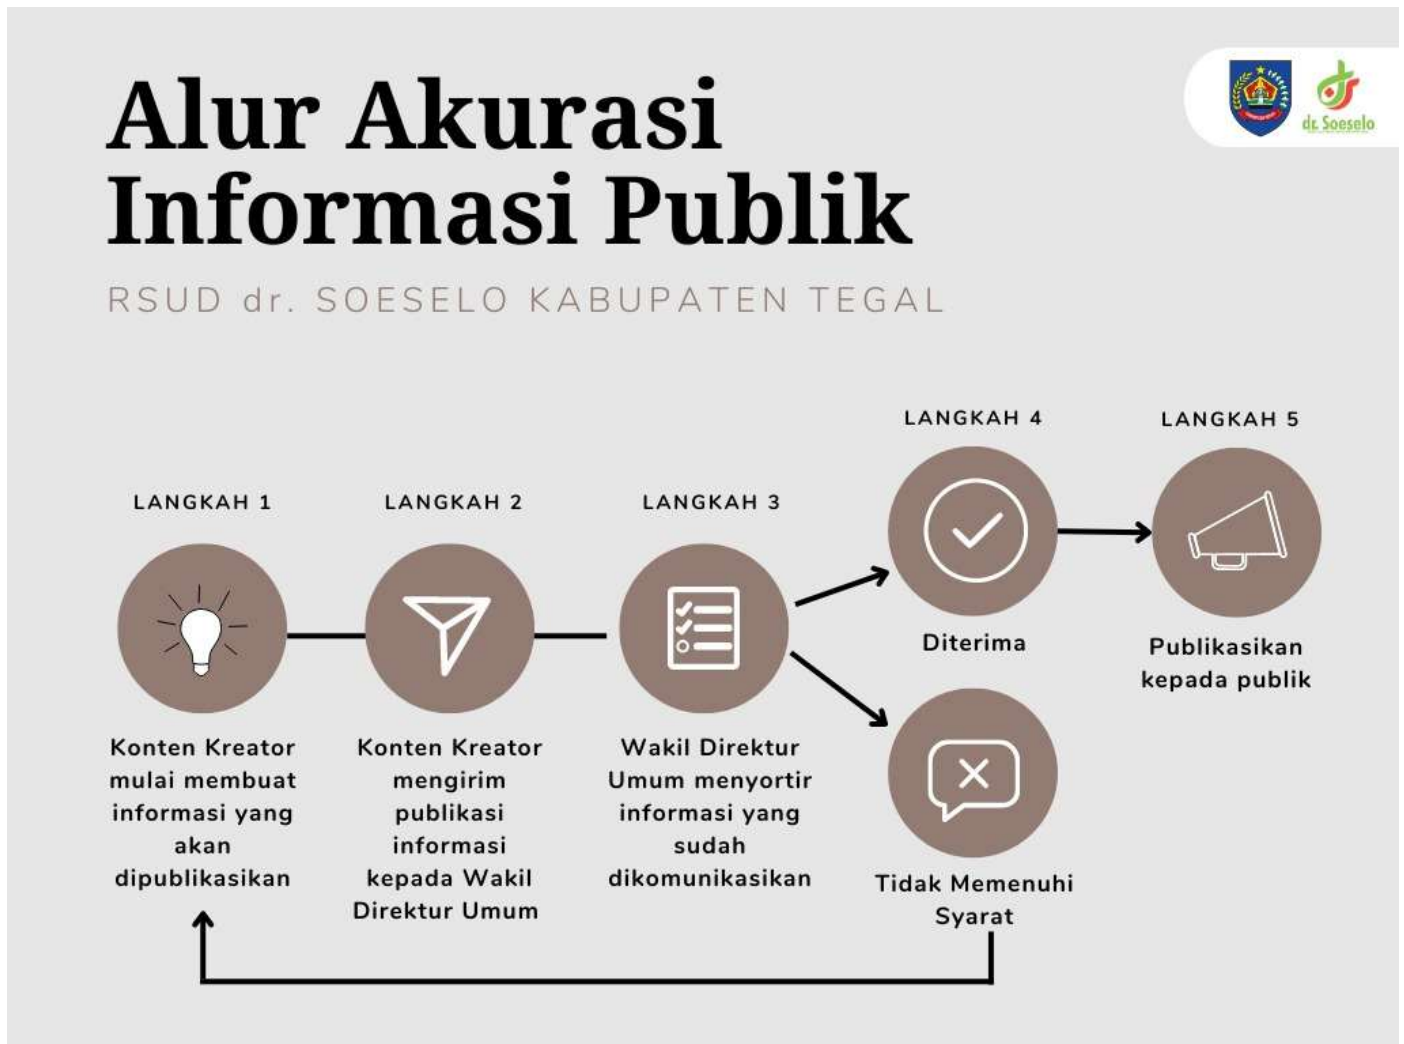 Alur Akurasi
Informasi Publik
RSUD dr. SOESELO KABUPATEN TEGAL
dr. Soeselo
LANGKAH 1
Konten Kreator
mulai membuat
informasi yang
akan
dipublikasikan
LANGKAH 2
Konten Kreator
mengirim
publikasi
informasi
kepada Wakil
Direktur Umum
LANGKAH 3
Wakil Direktur
Umum menyortir
informasi yang
sudah
dikomunikasikan
LANGKAH 4
Diterima
Tidak Memenuhi
Syarat
LANGKAH 5
Publikasikan
kepada publik